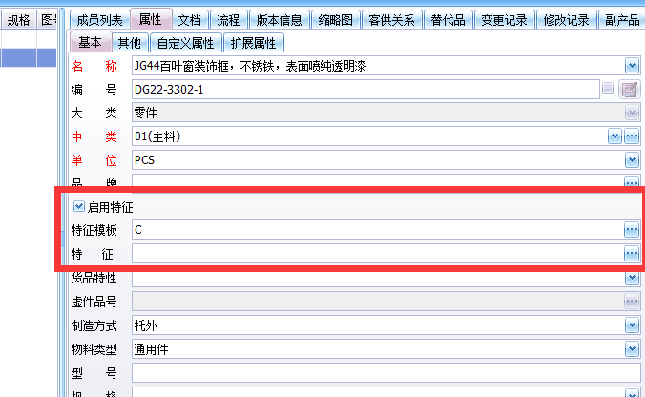 规格 图号 成员列表 属性 文档 流程 版本信息 缩略图 客供关系 替代品 变更记录 修改记录 副产品
基本 其他 自定义属性 扩展属性
名 称 JG44百叶窗装饰框，不锈铁，表面喷纯透明漆
编 号 DG22-3302-1
大 类 零件
中 类 01(主料)
单 位 PCS
品 牌
启用特征
特征模板 C
特 征
货品特性
虚件品号
制造方式 托外
物料类型 通用件
型 号
规 格